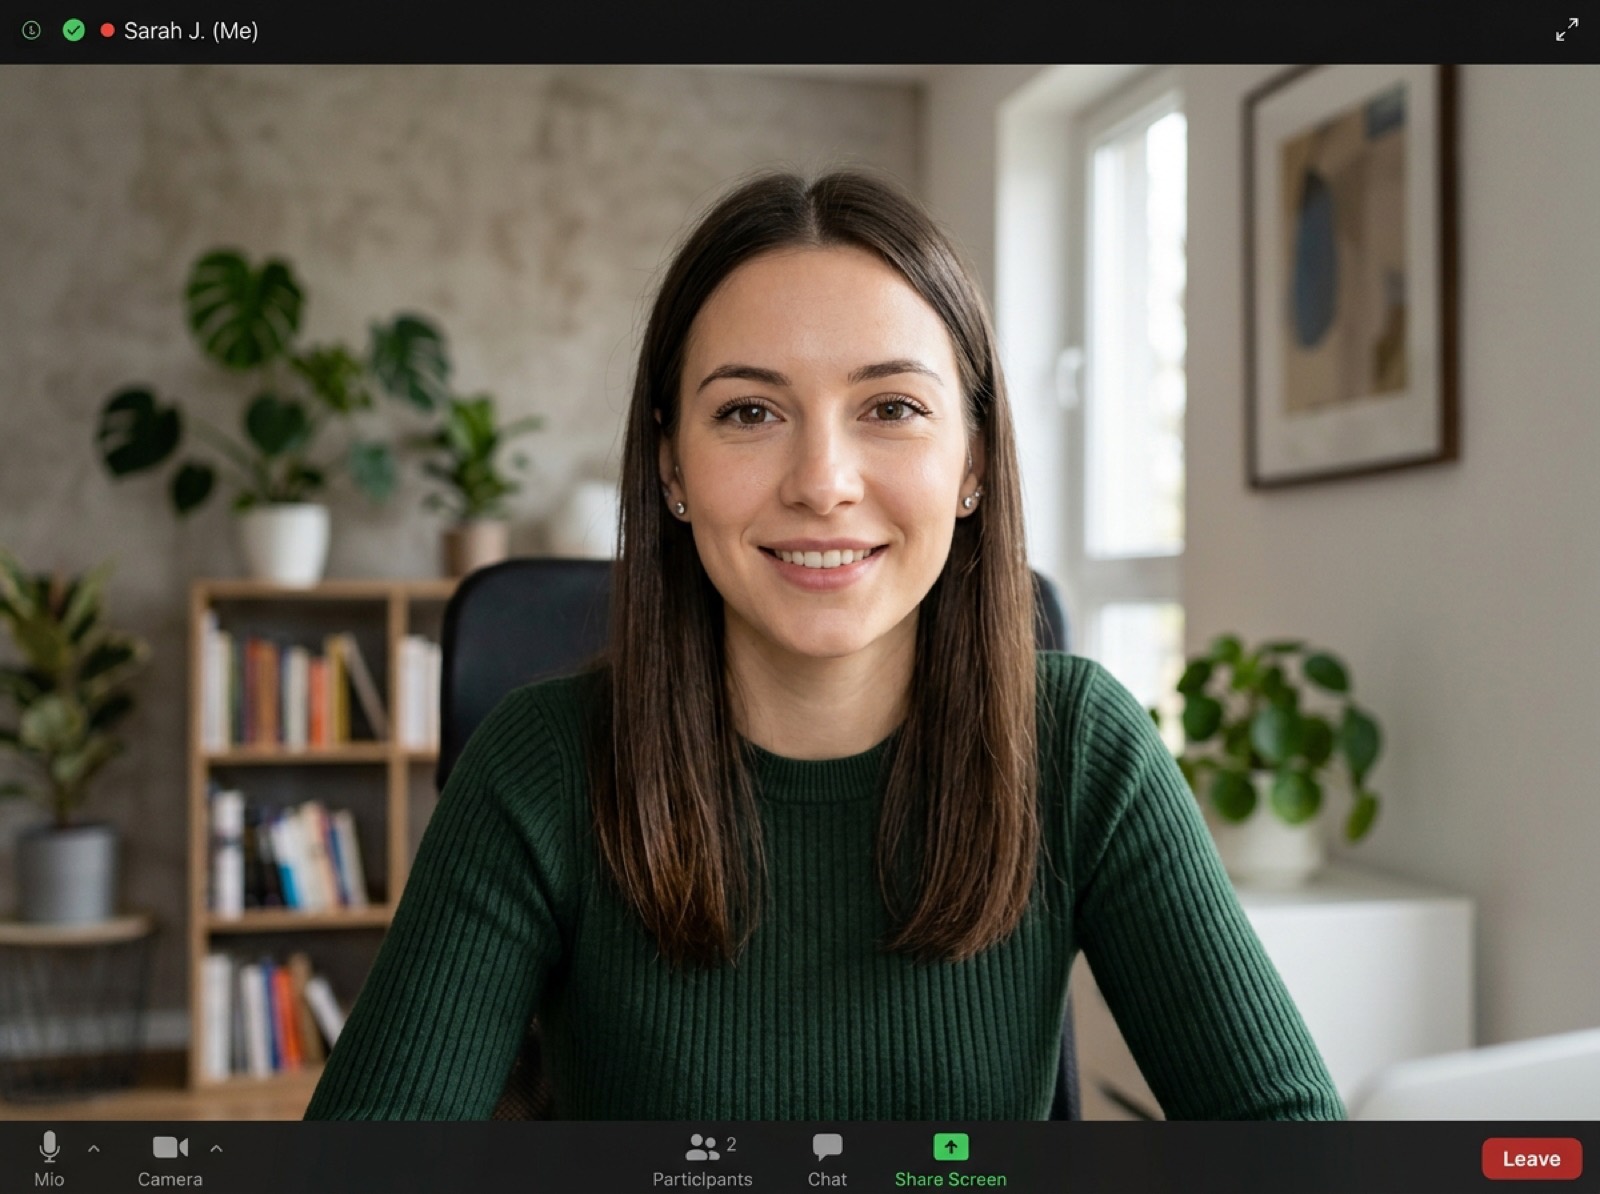 Sarah J. (Me)
2
Mio
Camera
Participants
Chat
Share Screen
Leave